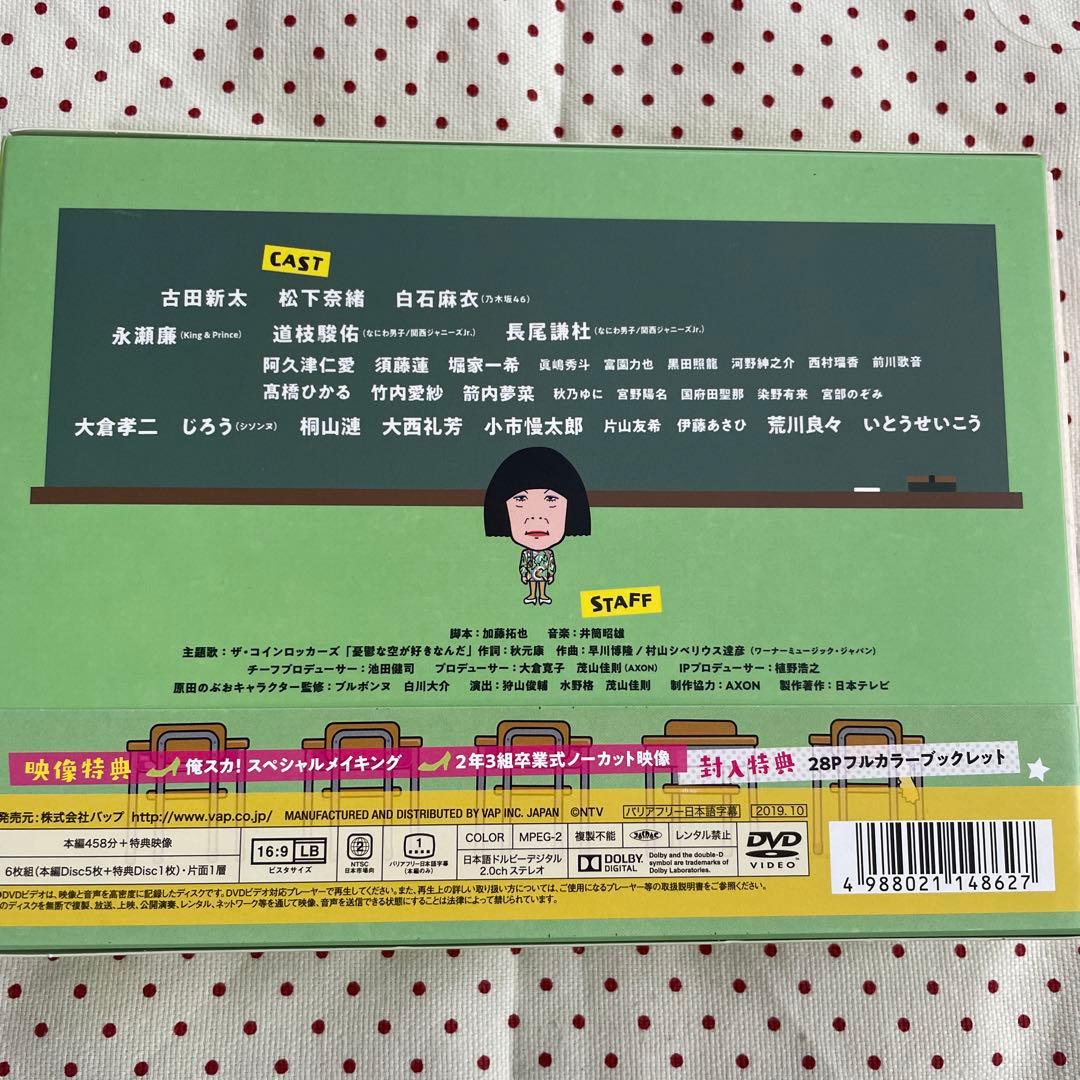 CAST
古田新太 松下奈緒 白石麻衣(乃木坂46)
永瀬廉(King & Prince) 道枝駿佑(なにわ男子/関西ジャニーズJr.) 長尾謙杜(なにわ男子/関西ジャニーズJr.)
阿久津仁愛 須藤蓮 堀家一希 眞嶋秀斗 富園力也 黒田照龍 河野紳之介 西村瑠香 前川歌音
髙橋ひかる 竹内愛紗 箭内夢菜 秋乃ゆに 宮野陽名 国府田聖那 染野有来 宮部のぞみ
大倉孝二 じろう(シソンヌ) 桐山漣 大西礼芳 小市慢太郎 片山友希 伊藤あさひ 荒川良々 いとうせいこう
STAFF
脚本：加藤拓也 音楽：井筒昭雄
主題歌：ザ・コインロッカーズ「憂鬱な空が好きなんだ」作詞：秋元康 作曲：早川博隆/村山シベリウス達彦(ワーナーミュージック・ジャパン)
チーフプロデューサー：池田健司 プロデューサー：大倉寛子 茂山佳則(AXON) IPプロデューサー：植野浩之
原田のぶおキャラクター監修：ブルボンヌ 白川大介 演出：狩山俊輔 水野格 茂山佳則 制作協力：AXON 製作著作：日本テレビ
映像特典 俺スカ!スペシャルメイキング 2年3組卒業式ノーカット映像 封入特典 28Pフルカラーブックレット
発売元：株式会社バップ http://www.vap.co.jp/ MANUFACTURED AND DISTRIBUTED BY VAP INC. JAPAN ©NTV バリアフリー日本語字幕 2019.10
本編458分＋特典映像
6枚組(本編Disc5枚＋特典Disc1枚)・片面1層
16:9 LB
ビスタサイズ
2
NTSC
日本市場向
1
バリアフリー日本語字幕
(本編のみ)
COLOR MPEG-2 複製不能 レンタル禁止
日本語ドルビーデジタル
2.0ch ステレオ
DOLBY DIGITAL
Dolby and the double-D
symbol are trademarks of
Dolby Laboratories.
DVD
VIDEO
4 988021 148627
●DVDビデオは、映像と音声を高密度に記録したディスクです。DVDビデオ対応プレーヤーで再生してください。また、再生上の詳しい取り扱い方については、ご使用になるプレーヤー等の取扱説明書をご参照ください。
のディスクを無断で複製、放送、上映、公開演奏、レンタル、ネットワーク等を通じて映像、音声を送信できる状態にすることは法律によって禁じられています。